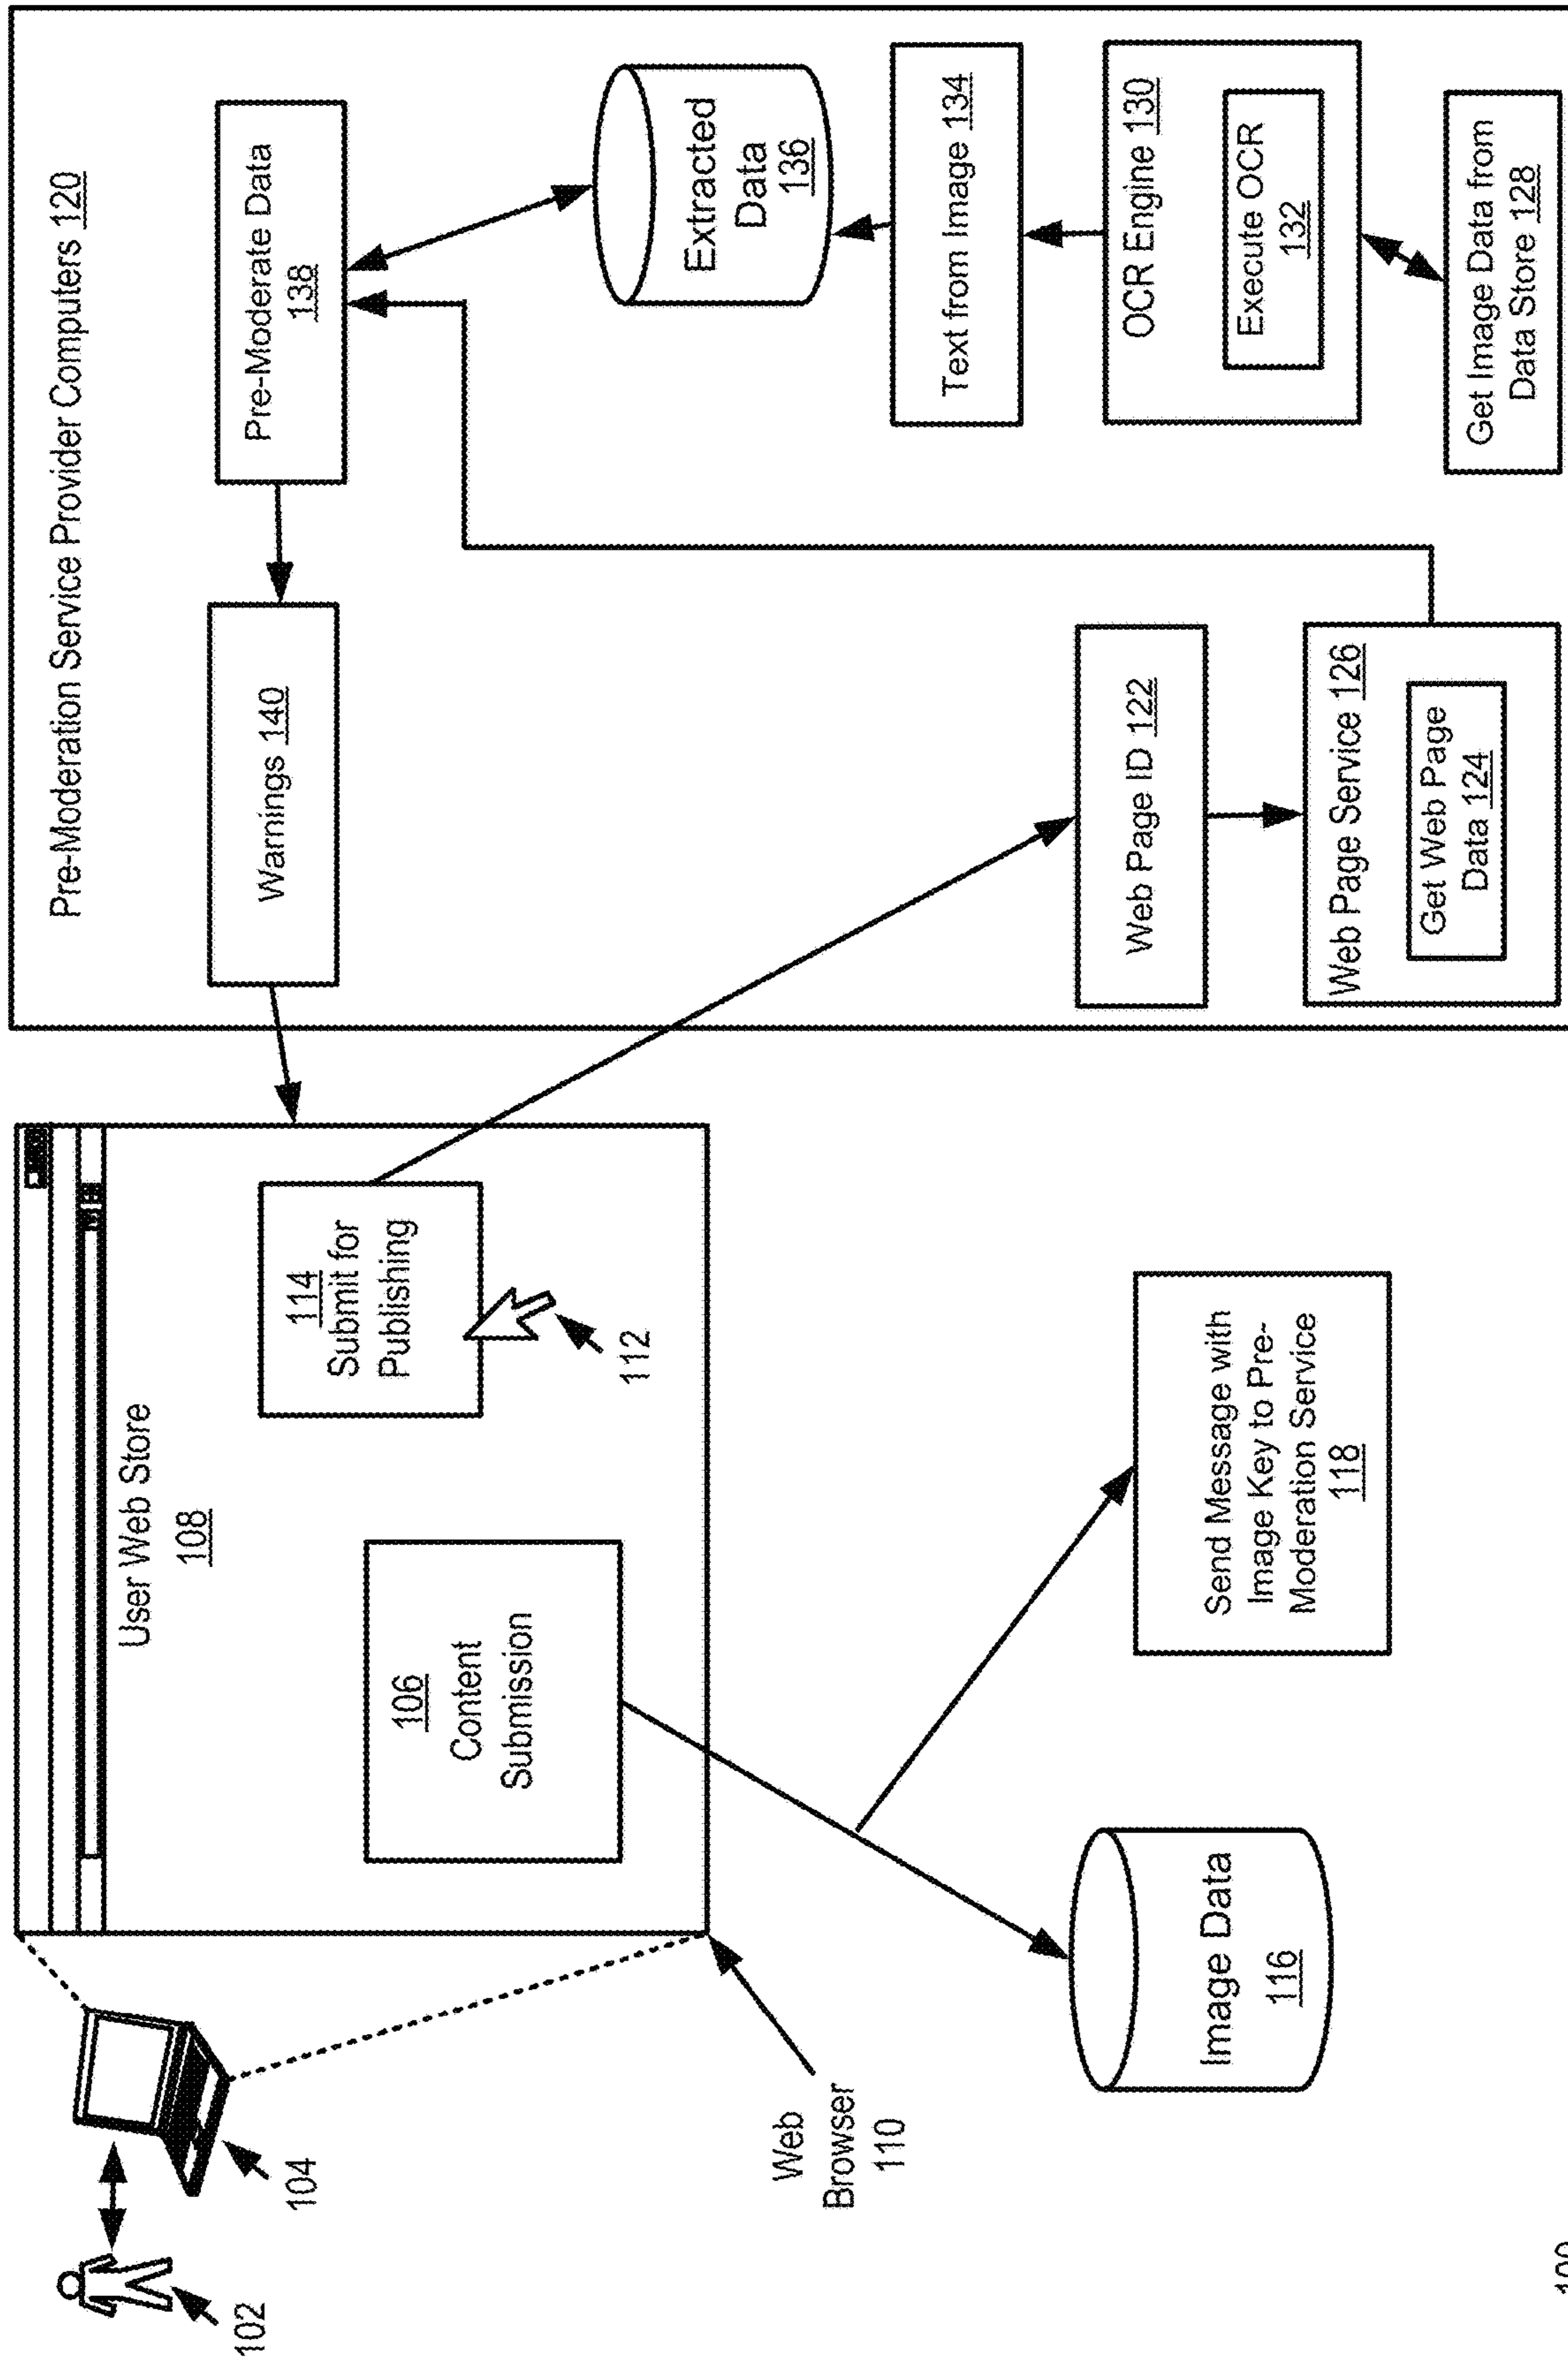 102
104
Web
Browser
110
User Web Store
108
106
Content
Submission
114
Submit for
Publishing
112
Image Data
116
Send Message with
Image Key to Pre-
Moderation Service
118
Pre-Moderation Service Provider Computers 120
Warnings 140
Pre-Moderate Data
138
Extracted
Data
136
Text from Image 134
OCR Engine 130
Execute OCR
132
Get Image Data from
Data Store 128
Web Page ID 122
Web Page Service 126
Get Web Page
Data 124